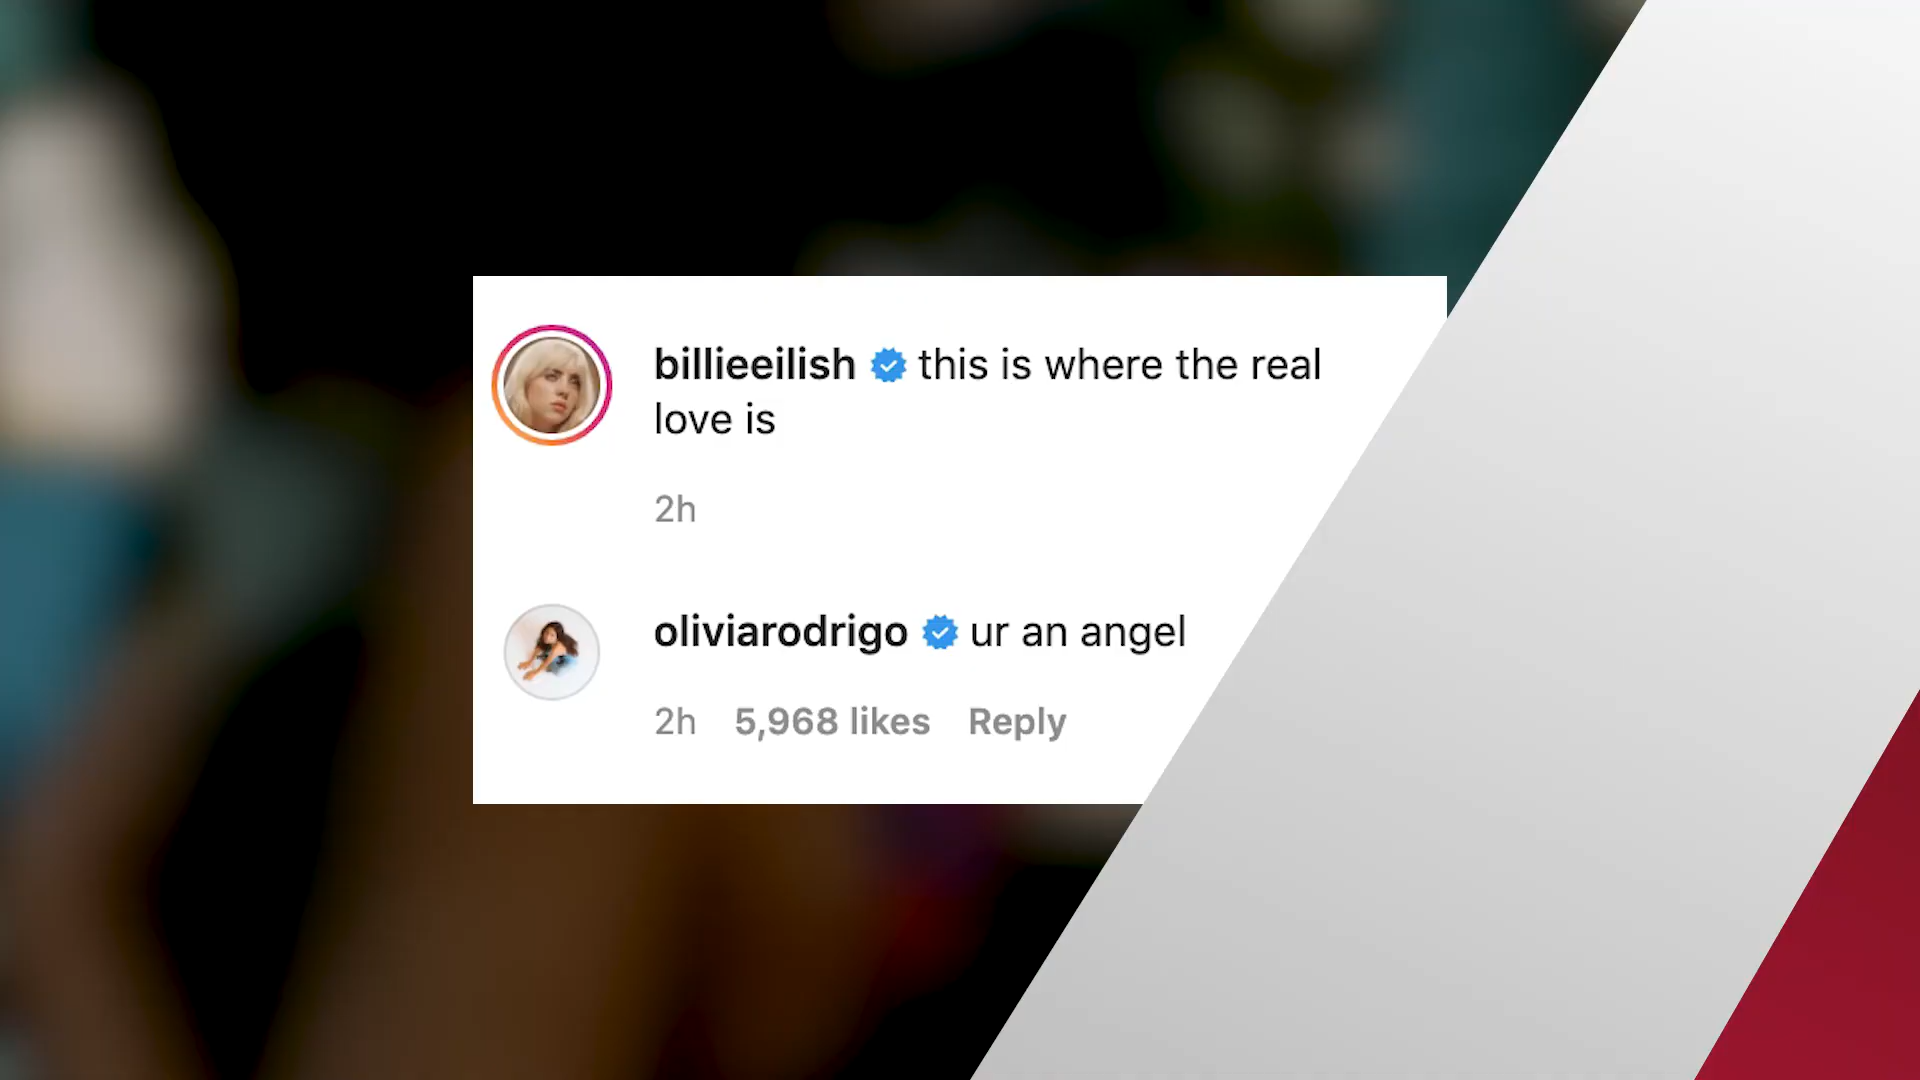 billieeilish this is where the real
love is
2h
oliviarodrigo ur an angel
2h 5,968 likes Reply